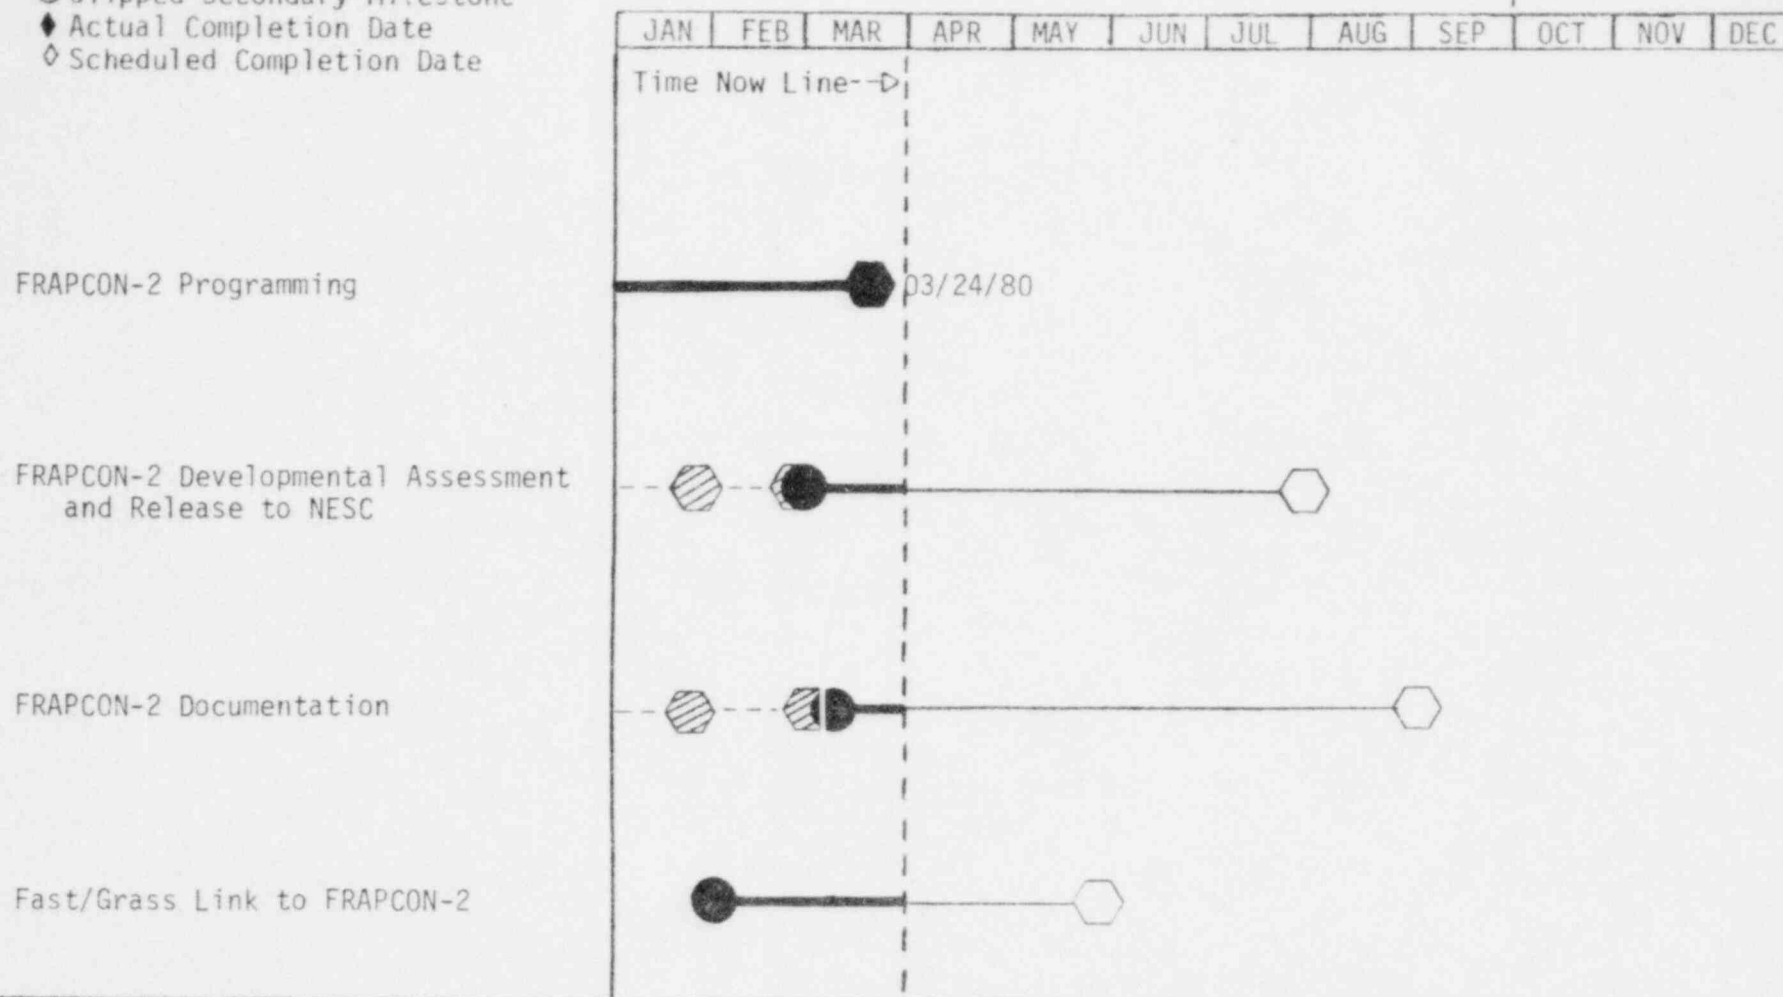 Actual Completion Date
Scheduled Completion Date
JAN FEB MAR APR MAY JUN JUL AUG SEP OCT NOV DEC
Time Now Line--
FRAPCON-2 Programming
03/24/80
FRAPCON-2 Developmental Assessment
and Release to NESC
FRAPCON-2 Documentation
Fast/Grass Link to FRAPCON-2